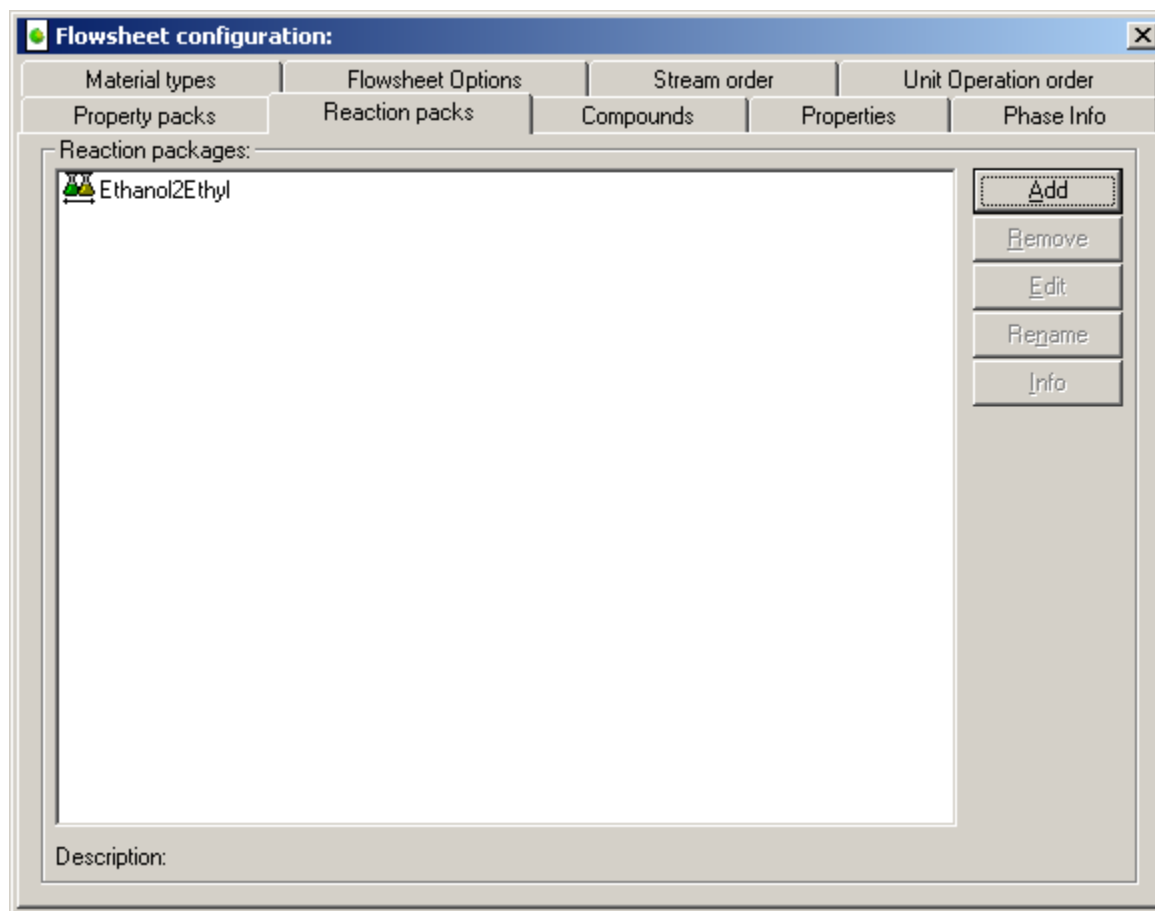 Flowsheet configuration:
Material types Flowsheet Options Stream order Unit Operation order
Property packs Reaction packs Compounds Properties Phase Info
Reaction packages:
Ethanol2Ethyl
Add
Remove
Edit
Rename
Info
Description: